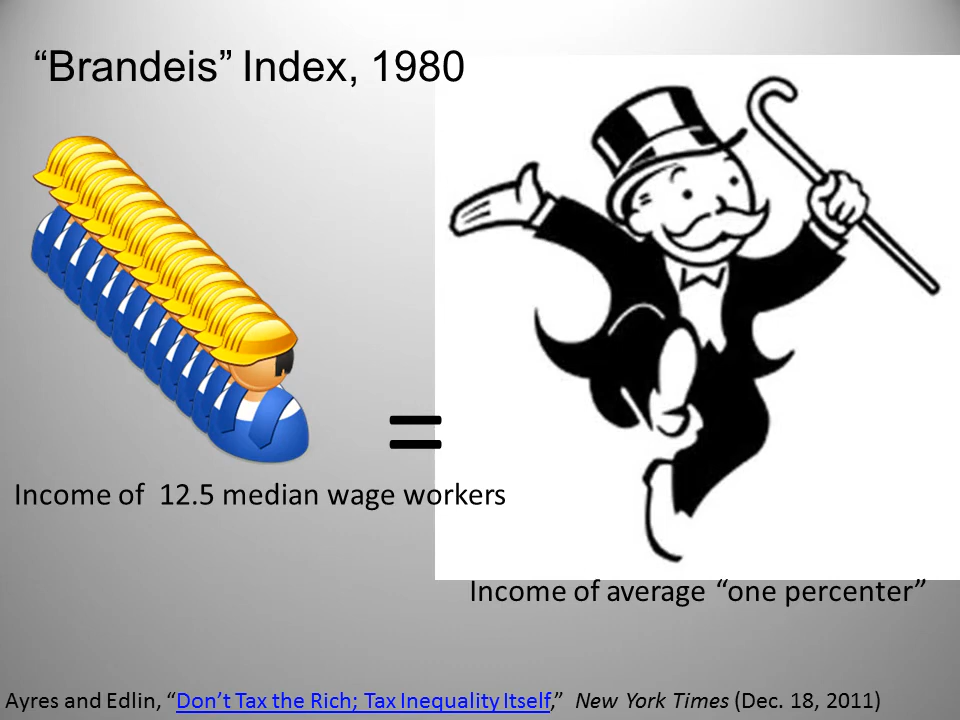 “Brandeis” Index, 1980
=
Income of  12.5 median wage workers
Income of average “one percenter”
Ayres and Edlin, “Don’t Tax the Rich; Tax Inequality Itself,”  New York Times (Dec. 18, 2011)